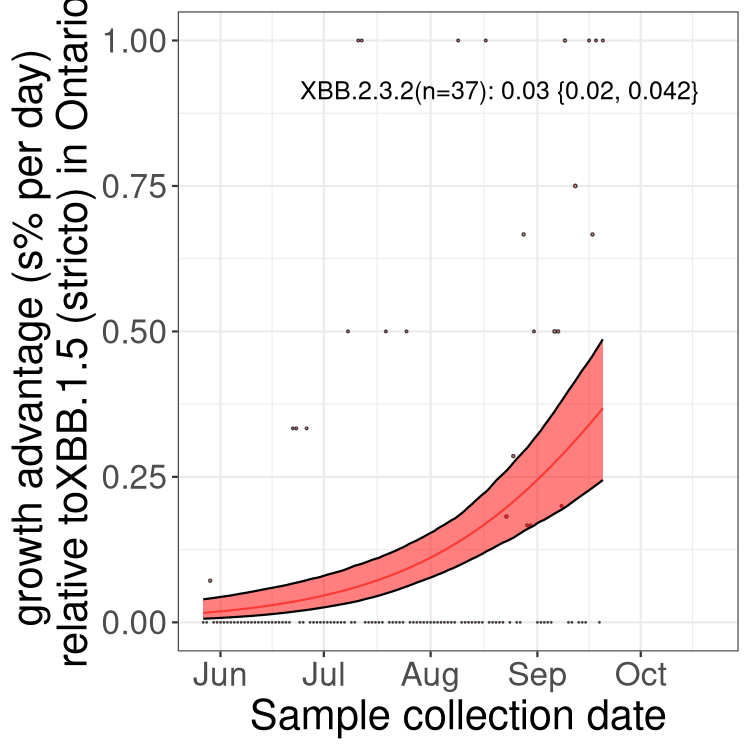 growth advantage (s% per day)
relative toXBB.1.5 (stricto) in Ontario
1.00
0.75
0.50
0.25
0.00
XBB.2.3.2(n=37): 0.03 {0.02, 0.042}
Jun Jul Aug Sep Oct
Sample collection date